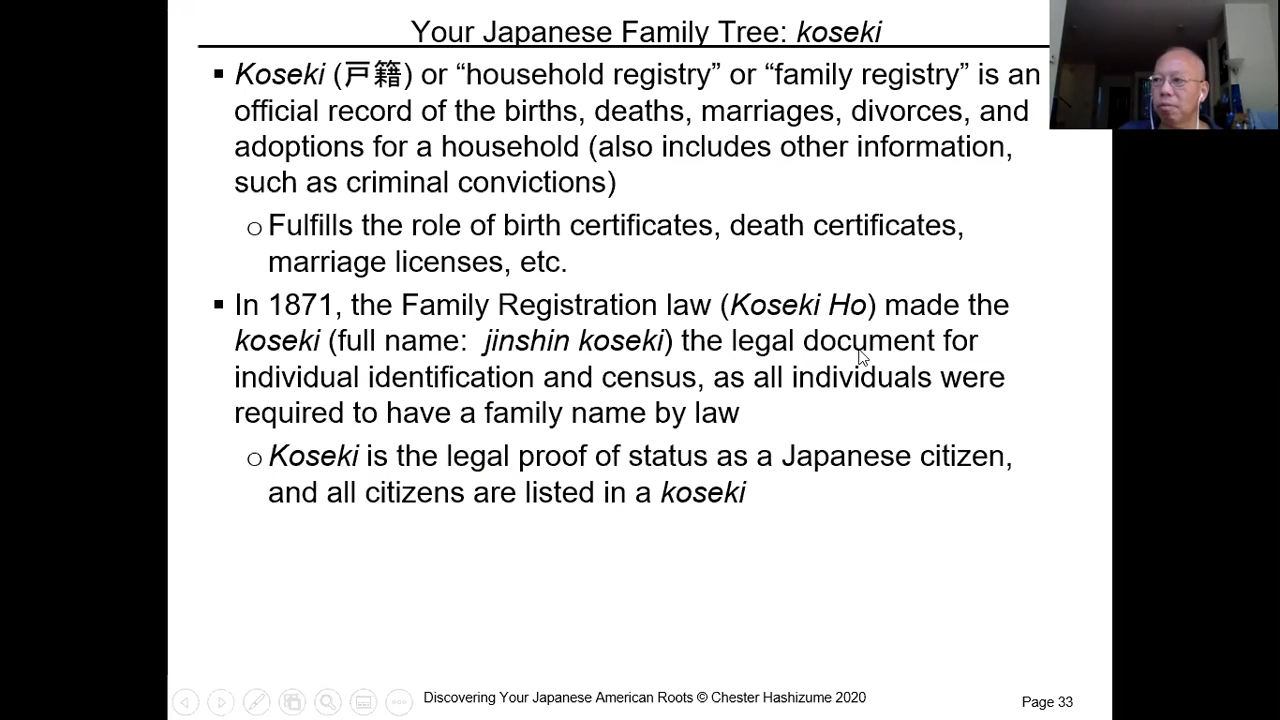 Your Japanese Family Tree: koseki
▪ Koseki (戸籍) or “household registry” or “family registry” is an
official record of the births, deaths, marriages, divorces, and
adoptions for a household (also includes other information,
such as criminal convictions)
○ Fulfills the role of birth certificates, death certificates,
marriage licenses, etc.
▪ In 1871, the Family Registration law (Koseki Ho) made the
koseki (full name: jinshin koseki) the legal document for
individual identification and census, as all individuals were
required to have a family name by law
○ Koseki is the legal proof of status as a Japanese citizen,
and all citizens are listed in a koseki
Discovering Your Japanese American Roots © Chester Hashizume 2020
Page 33